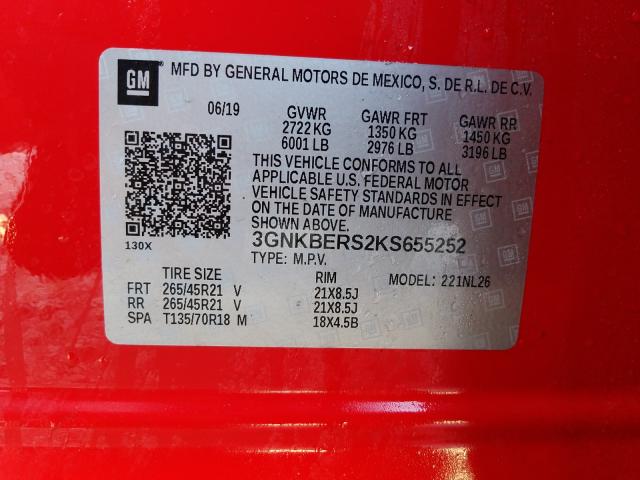 GM MFD BY GENERAL MOTORS DE MEXICO, S. DE R.L. DE C.V.
06/19 GVWR GAWR FRT GAWR RR
2722 KG 1350 KG 1450 KG
6001 LB 2976 LB 3196 LB
THIS VEHICLE CONFORMS TO ALL
APPLICABLE U.S. FEDERAL MOTOR
VEHICLE SAFETY STANDARDS IN EFFECT
ON THE DATE OF MANUFACTURE
SHOWN ABOVE.
130X 3GNKBERS2KS655252
TYPE: M.P.V. MODEL: 221NL26
TIRE SIZE RIM
FRT 265/45R21 V 21X8.5J
RR 265/45R21 V 21X8.5J
SPA T135/70R18 M 18X4.5B